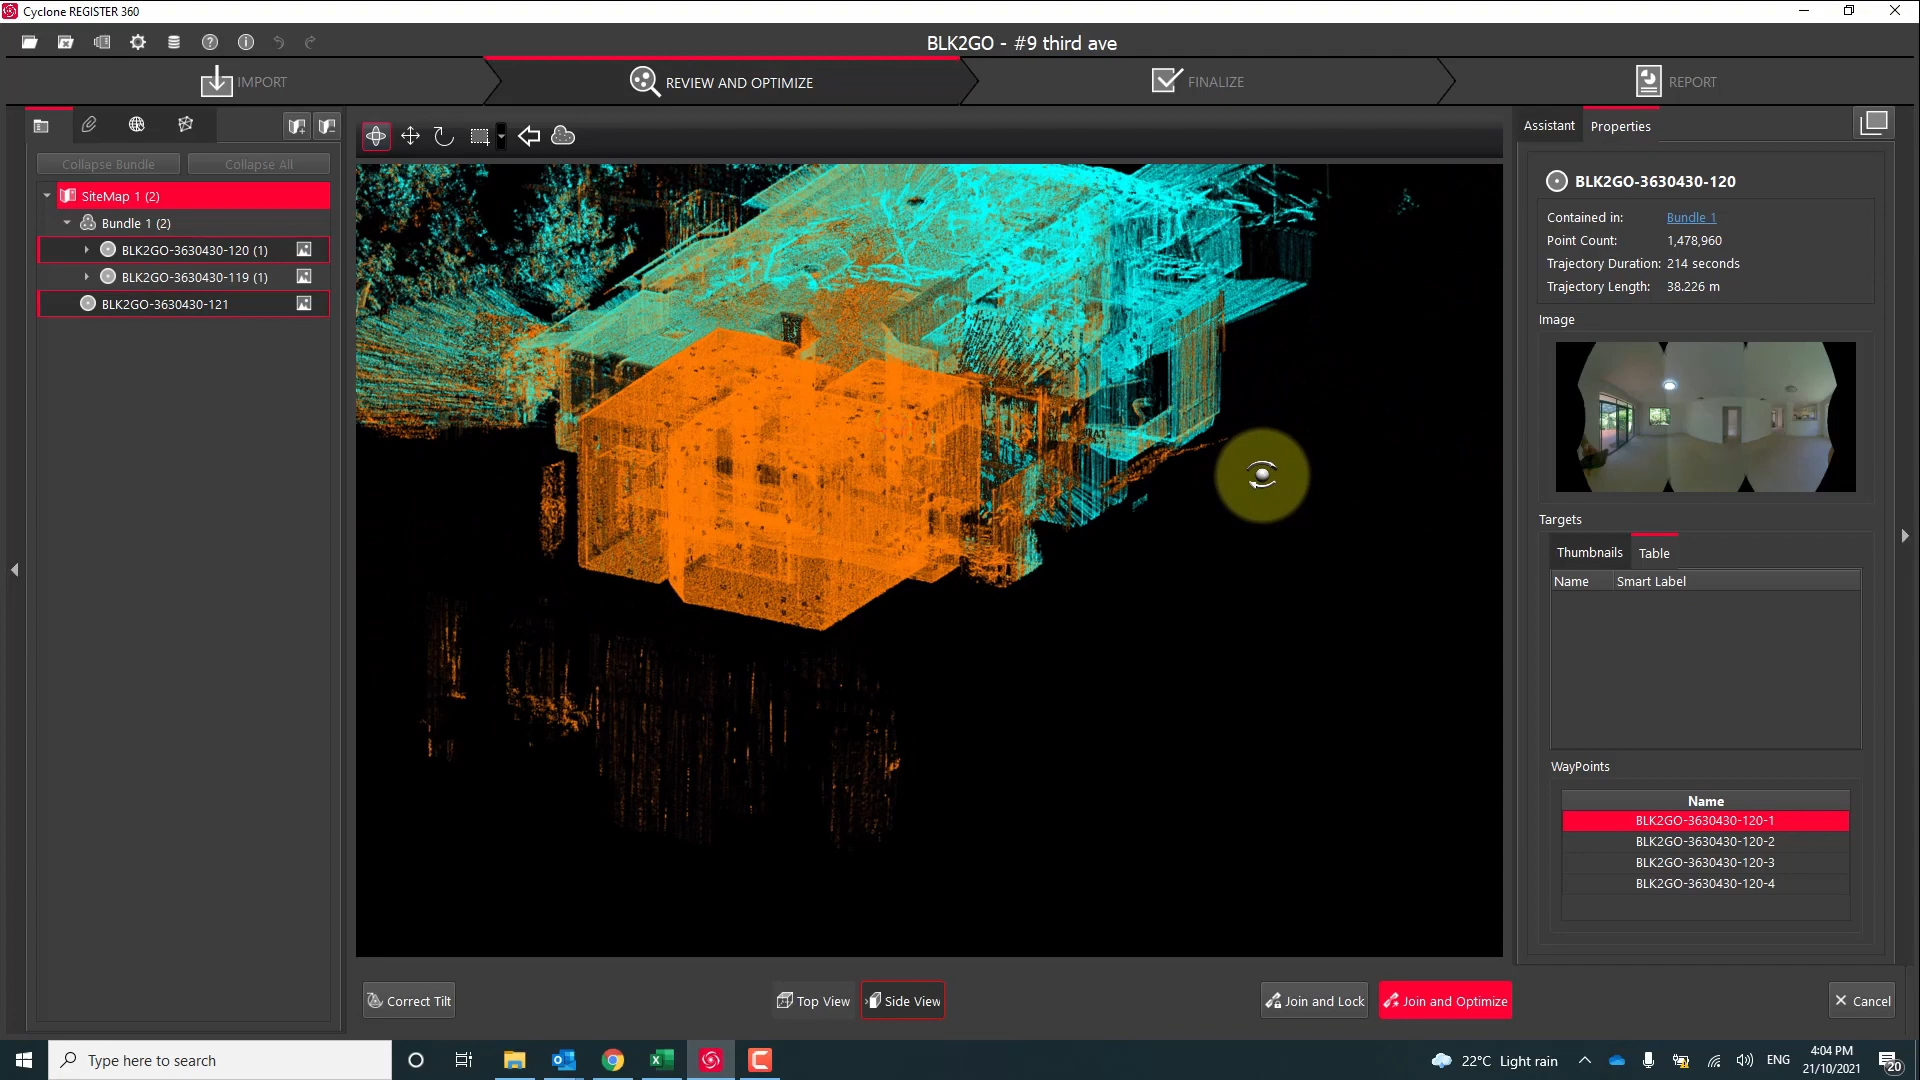 Cyclone REGISTER 360
BLK2GO - #9 third ave
IMPORT
REVIEW AND OPTIMIZE
FINALIZE
REPORT
Collapse Bundle
Collapse All
SiteMap 1 (2)
Bundle 1 (2)
BLK2GO-3630430-120 (1)
BLK2GO-3630430-119 (1)
BLK2GO-3630430-121
Assistant
Properties
BLK2GO-3630430-120
Contained in: Bundle 1
Point Count: 1,478,960
Trajectory Duration: 214 seconds
Trajectory Length: 38.226 m
Image
Targets
Thumbnails
Table
Name
Smart Label
WayPoints
Name
BLK2GO-3630430-120-1
BLK2GO-3630430-120-2
BLK2GO-3630430-120-3
BLK2GO-3630430-120-4
Correct Tilt
Top View
Side View
Join and Lock
Join and Optimize
Cancel
Type here to search
22°C Light rain
ENG
4:04 PM
21/10/2021
20